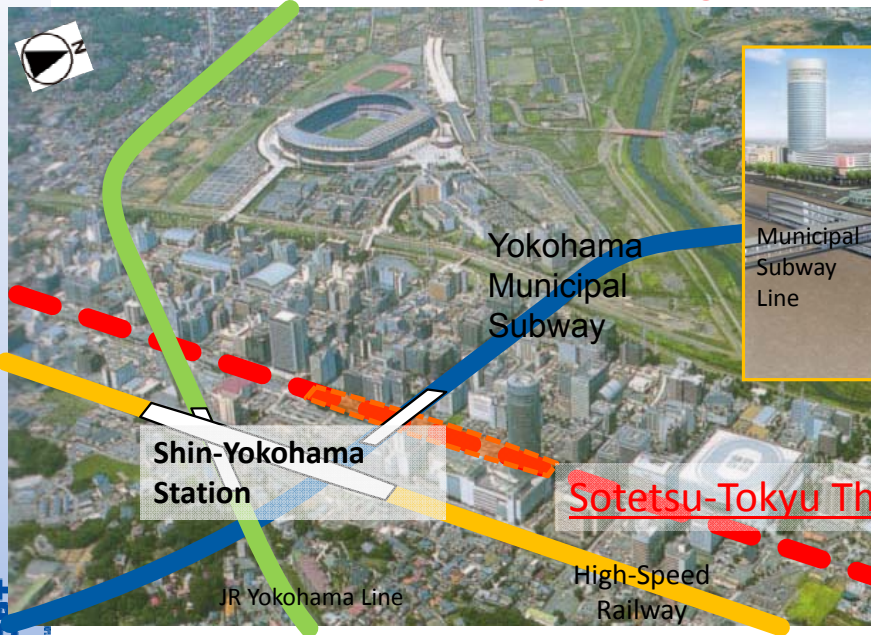 N
Yokohama
Municipal
Subway
Municipal
Subway
Line
Shin-Yokohama
Station
Sotetsu-Tokyu Th
High-Speed
Railway
JR Yokohama Line